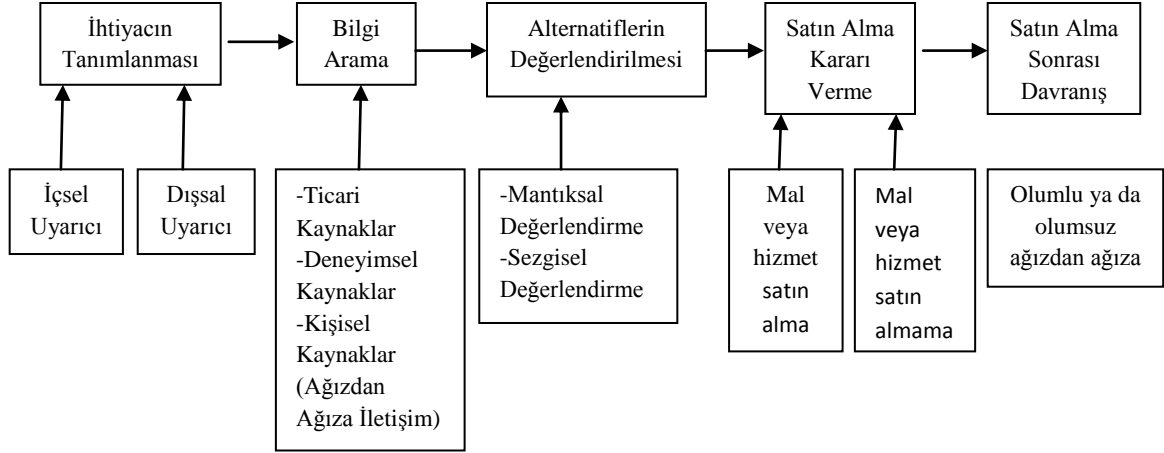 İhtiyacın
Tanımlanması
Bilgi
Arama
Alternatiflerin
Değerlendirilmesi
Satın Alma
Kararı
Verme
Satın Alma
Sonrası
Davranış
İçsel
Uyarıcı
Dışsal
Uyarıcı
-Ticari
Kaynaklar
-Deneyimsel
Kaynaklar
-Kişisel
Kaynaklar
(Ağızdan
Ağıza İletişim)
-Mantıksal
Değerlendirme
-Sezgisel
Değerlendirme
Mal
veya
hizmet
satın
alma
Mal
veya
hizmet
satın
almama
Olumlu ya da
olumsuz
ağızdan ağıza